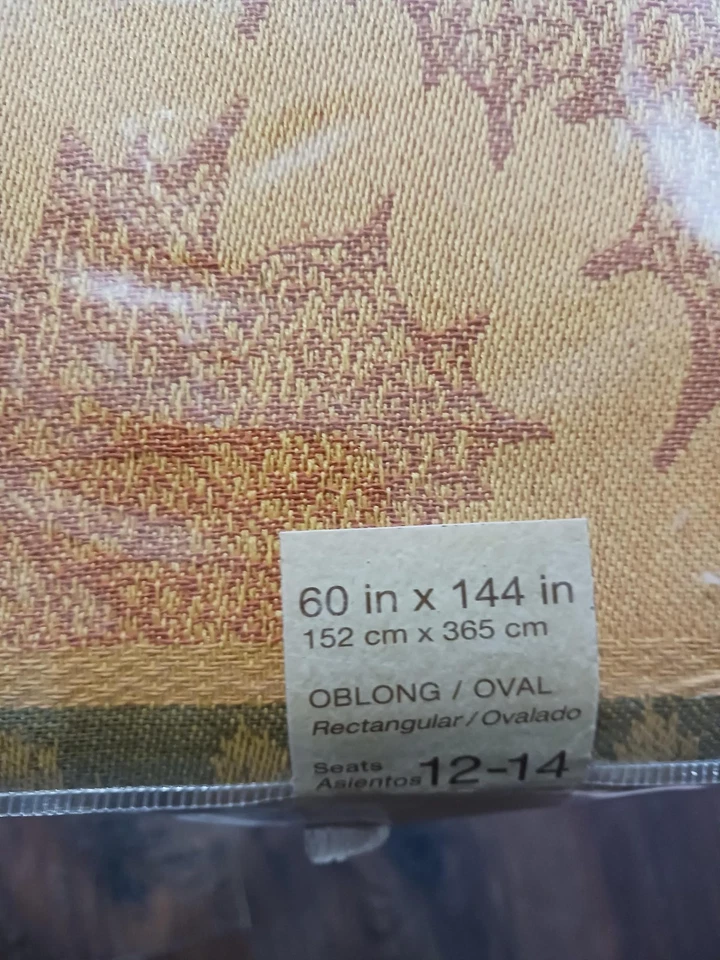 60 in x 144 in
152 cm x 365 cm
OBLONG / OVAL
Rectangular / Ovalado
Seats
Asientos 12-14